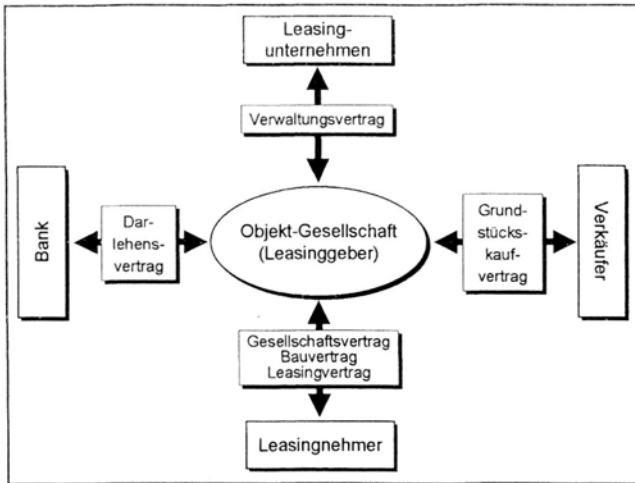 Leasing-
unternehmen
Verwaltungsvertrag
Bank
Dar-
lehens-
vertrag
Objekt-Gesellschaft
(Leasinggeber)
Grund-
stücks-
kauf-
vertrag
Verkäufer
Gesellschaftsvertrag
Bauvertrag
Leasingvertrag
Leasingnehmer